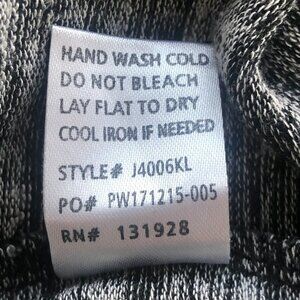 HAND WASH COLD
DO NOT BLEACH
LAY FLAT TO DRY
COOL IRON IF NEEDED
STYLE# J4006KL
PO# PW171215-005
RN# 131928